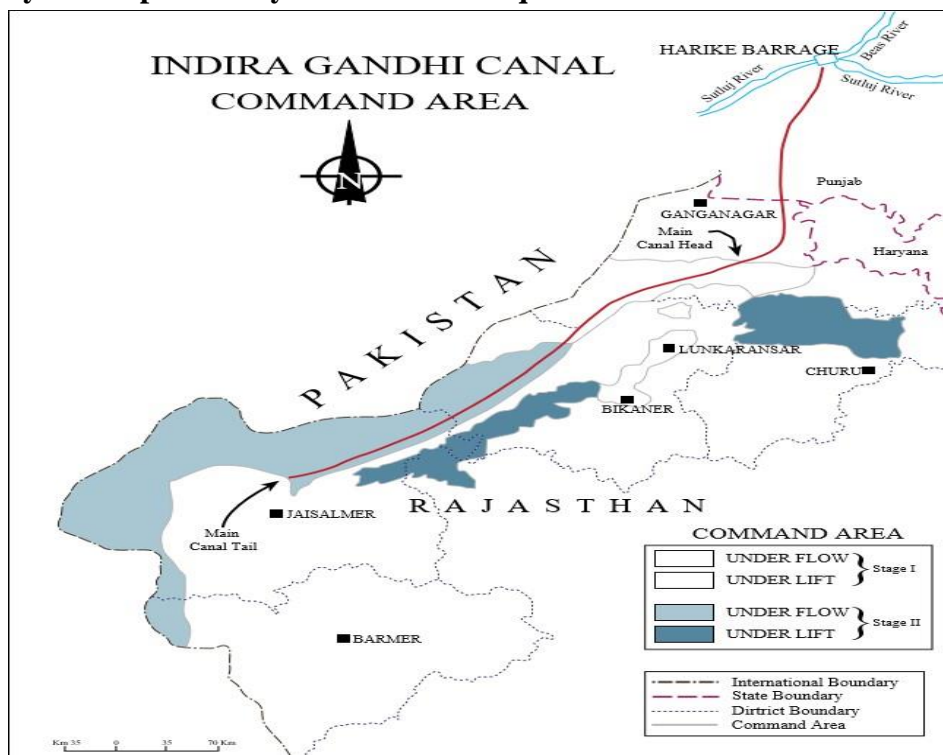 INDIRA GANDHI CANAL
COMMAND AREA
N
HARIKE BARRAGE
Beas River
Sutluj River
Sutluj River
Punjab
GANGANAGAR
Main
Canal Head
Haryana
PAKISTAN
LUNKARANSAR
CHURU
BIKANER
RAJASTHAN
JAISALMER
Main
Canal Tail
BARMER
COMMAND AREA
UNDER FLOW
UNDER LIFT
Stage I
UNDER FLOW
UNDER LIFT
Stage II
International Boundary
State Boundary
Dirtrict Boundary
Command Area
Km 35 0 35 70 Km